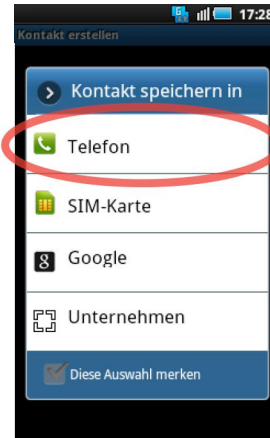 17:28
Kontakt erstellen
Kontakt speichern in
Telefon
SIM-Karte
Google
Unternehmen
Diese Auswahl merken